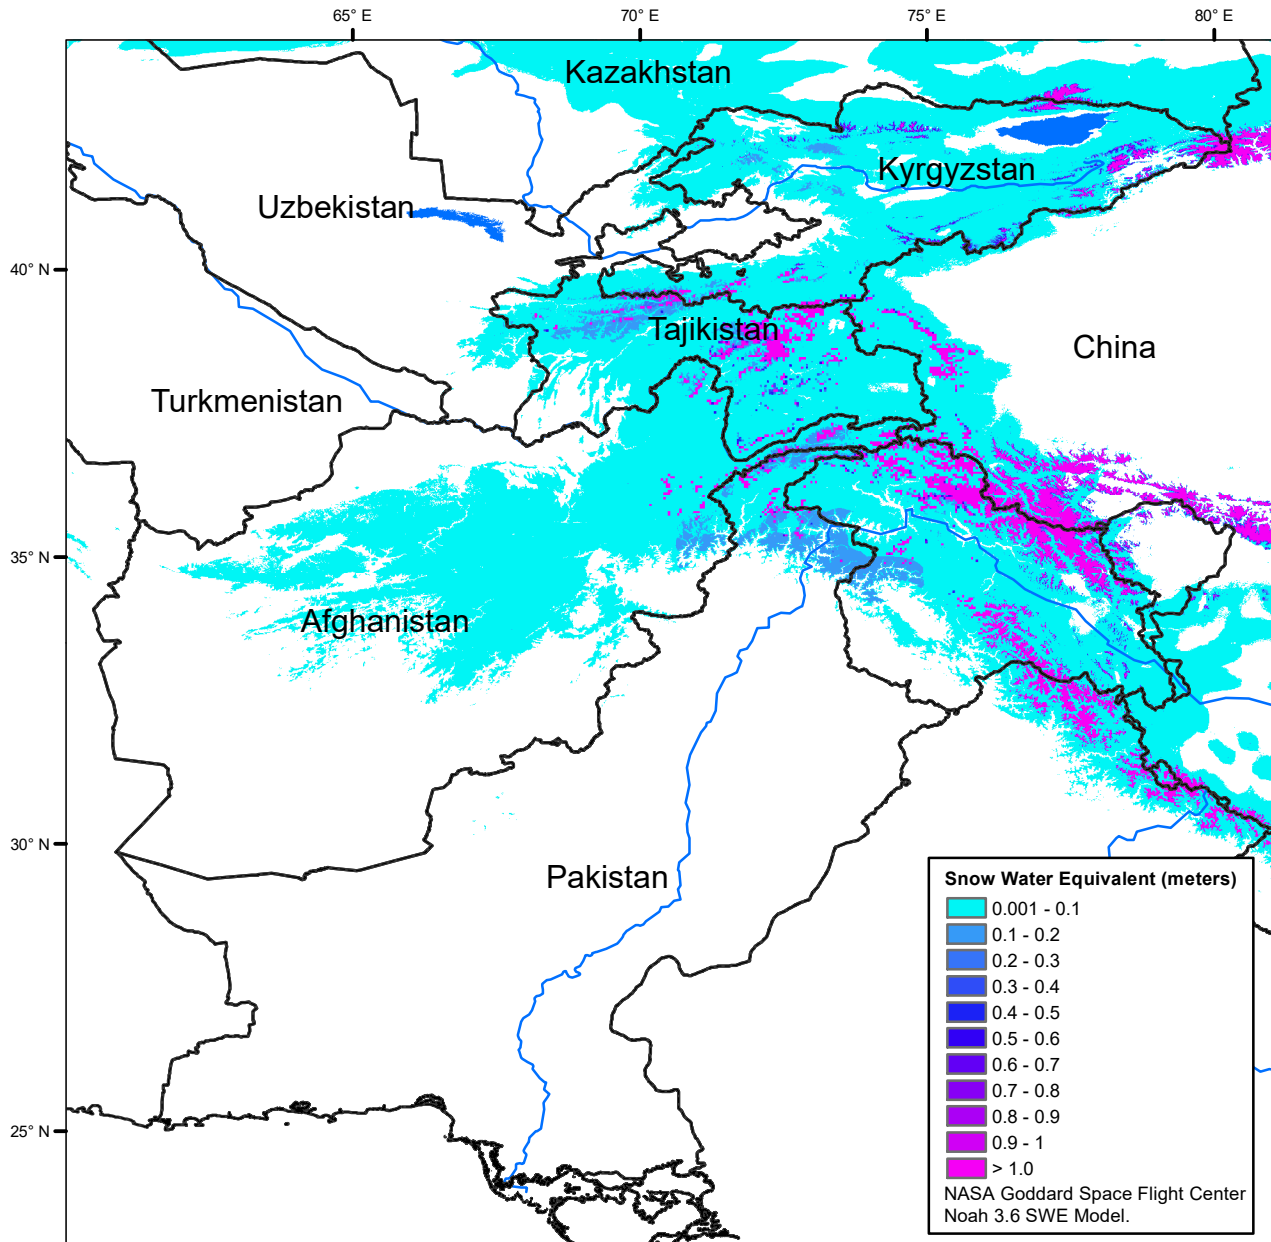 65° E
70° E
75° E
80° E
Kazakhstan
Kyrgyzstan
Uzbekistan
40° N
Tajikistan
China
Turkmenistan
35° N
Afghanistan
30° N
Pakistan
25° N
Snow Water Equivalent (meters)
0.001 - 0.1
0.1 - 0.2
0.2 - 0.3
0.3 - 0.4
0.4 - 0.5
0.5 - 0.6
0.6 - 0.7
0.7 - 0.8
0.8 - 0.9
0.9 - 1
> 1.0
NASA Goddard Space Flight Center
Noah 3.6 SWE Model.